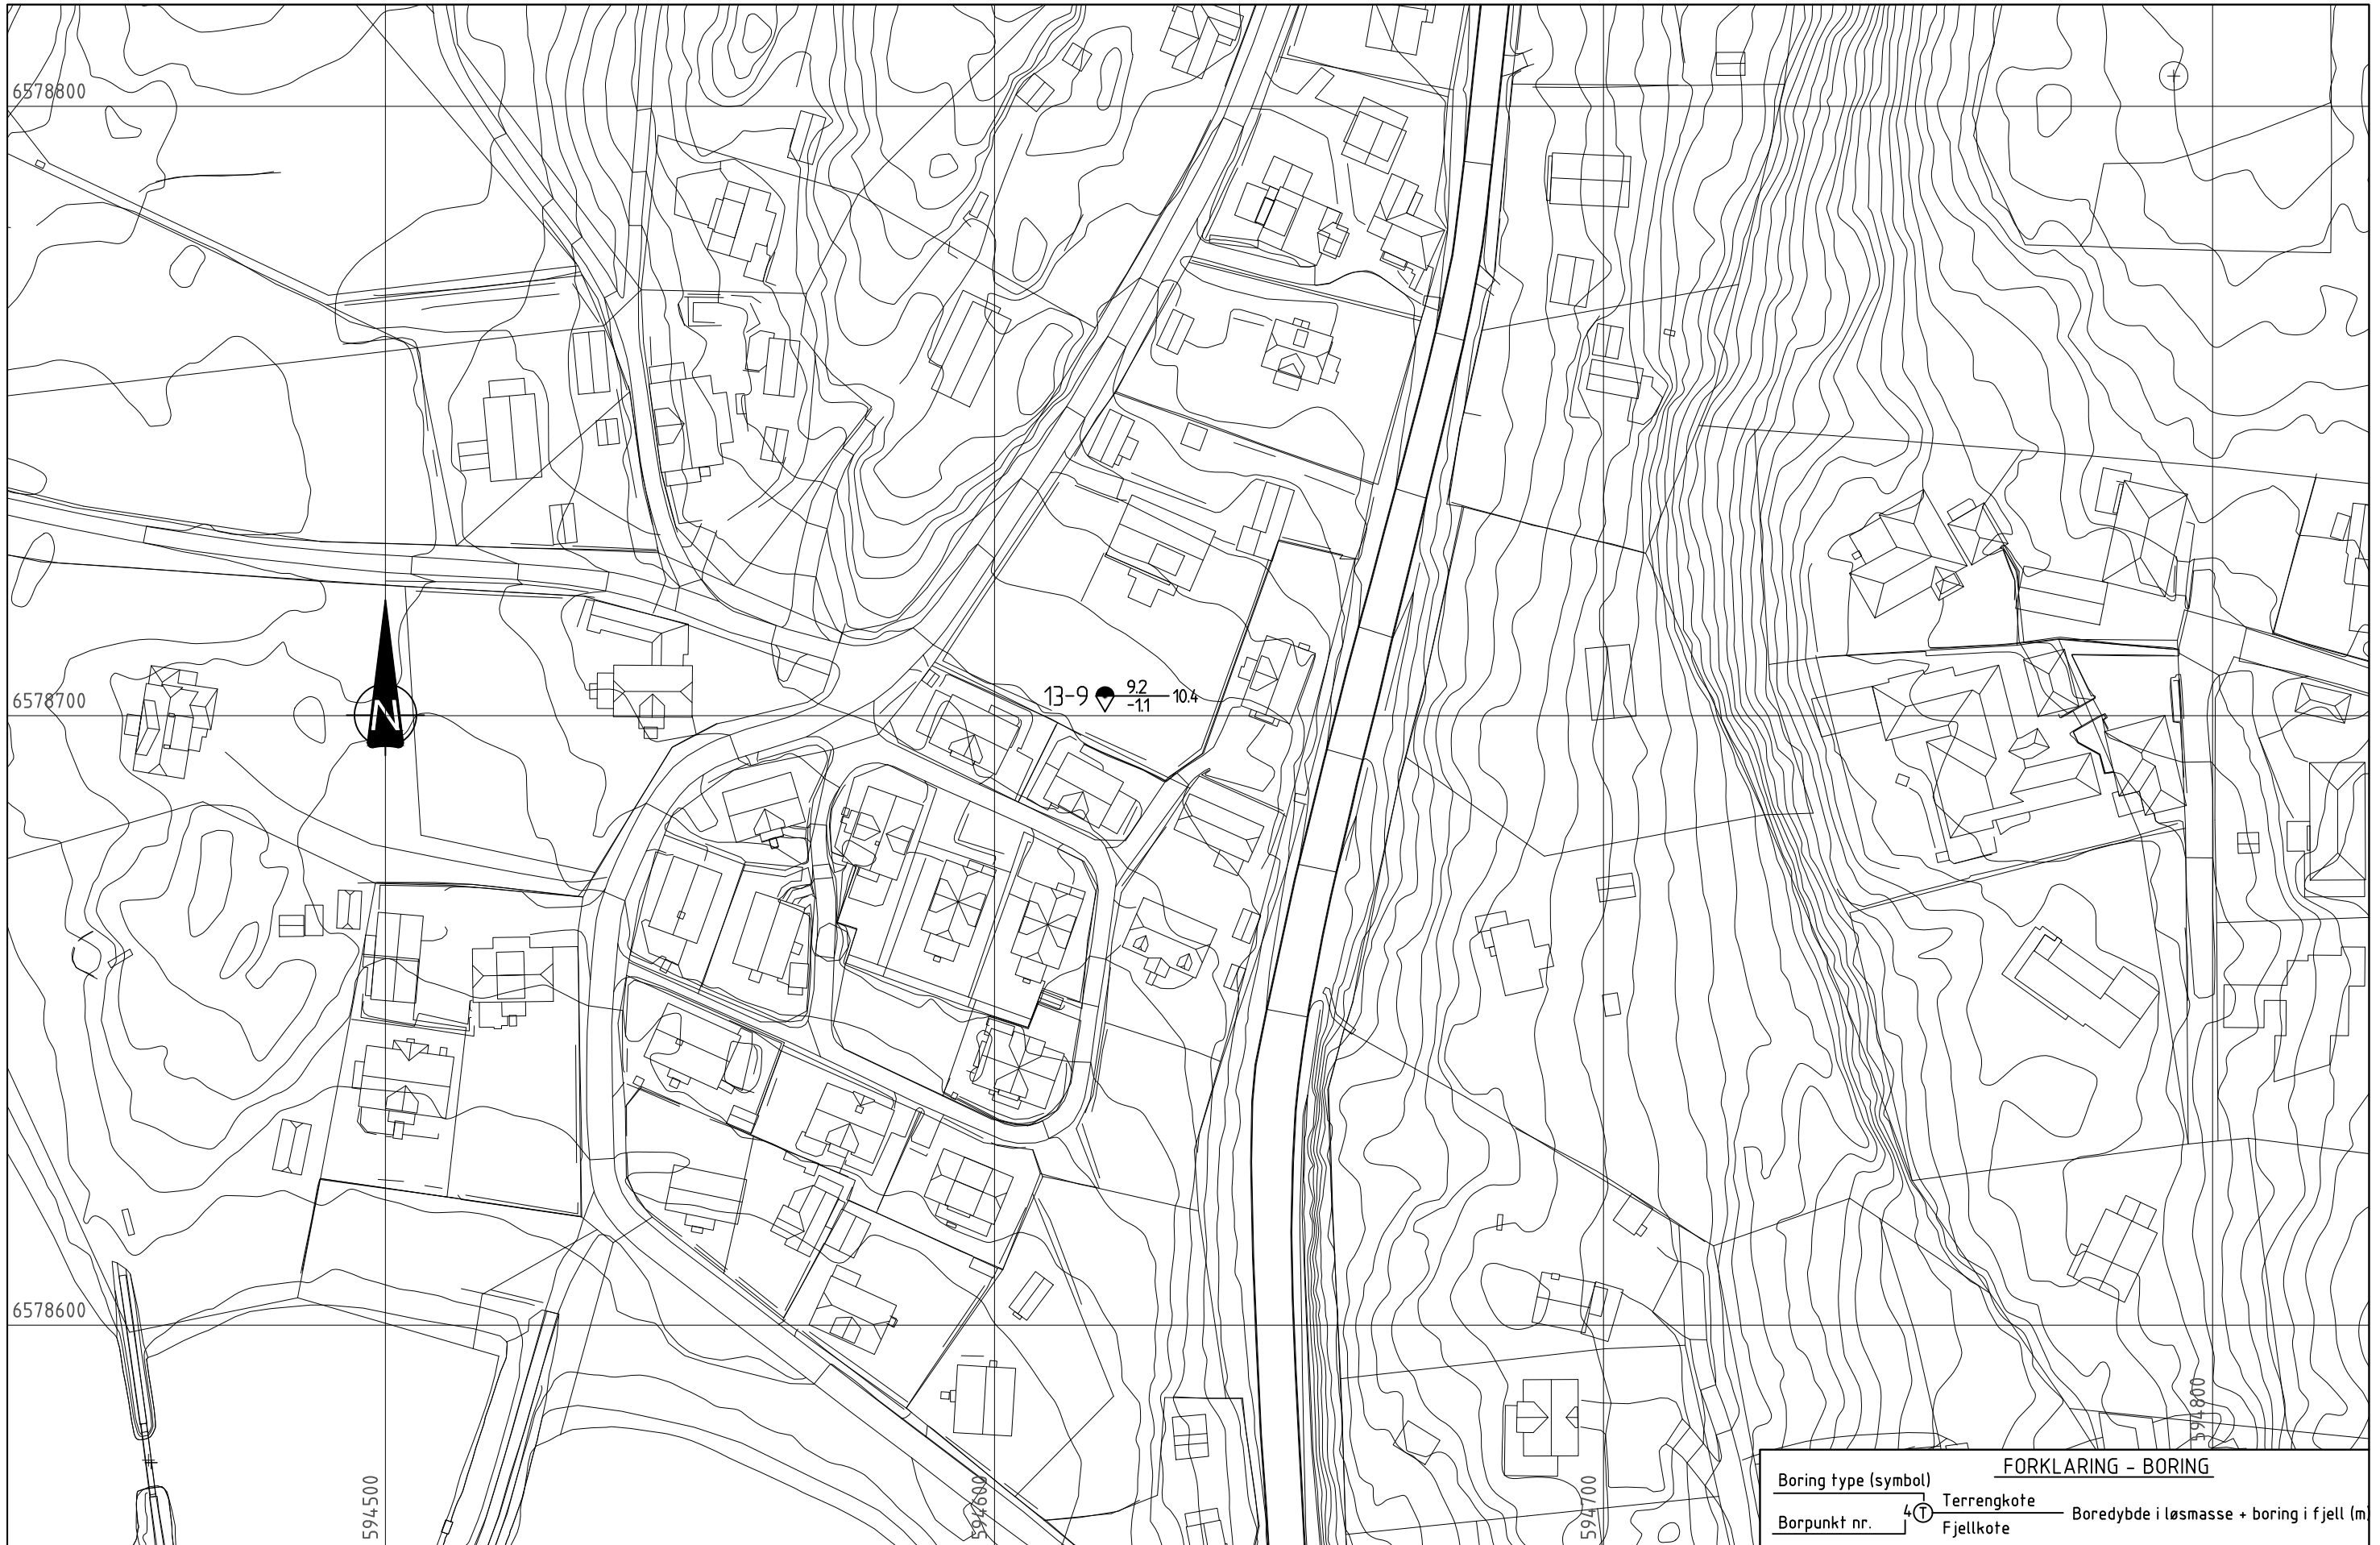 6578800
6578700
N
13-9 9.2 10.4
-1.1
6578600
594500
594600
594700
594800
FORKLARING - BORING
Boring type (symbol)
4 T Terrengkote
Boredybde i løsmasse + boring i fjell (m)
Borpunkt nr.
Fjellkote